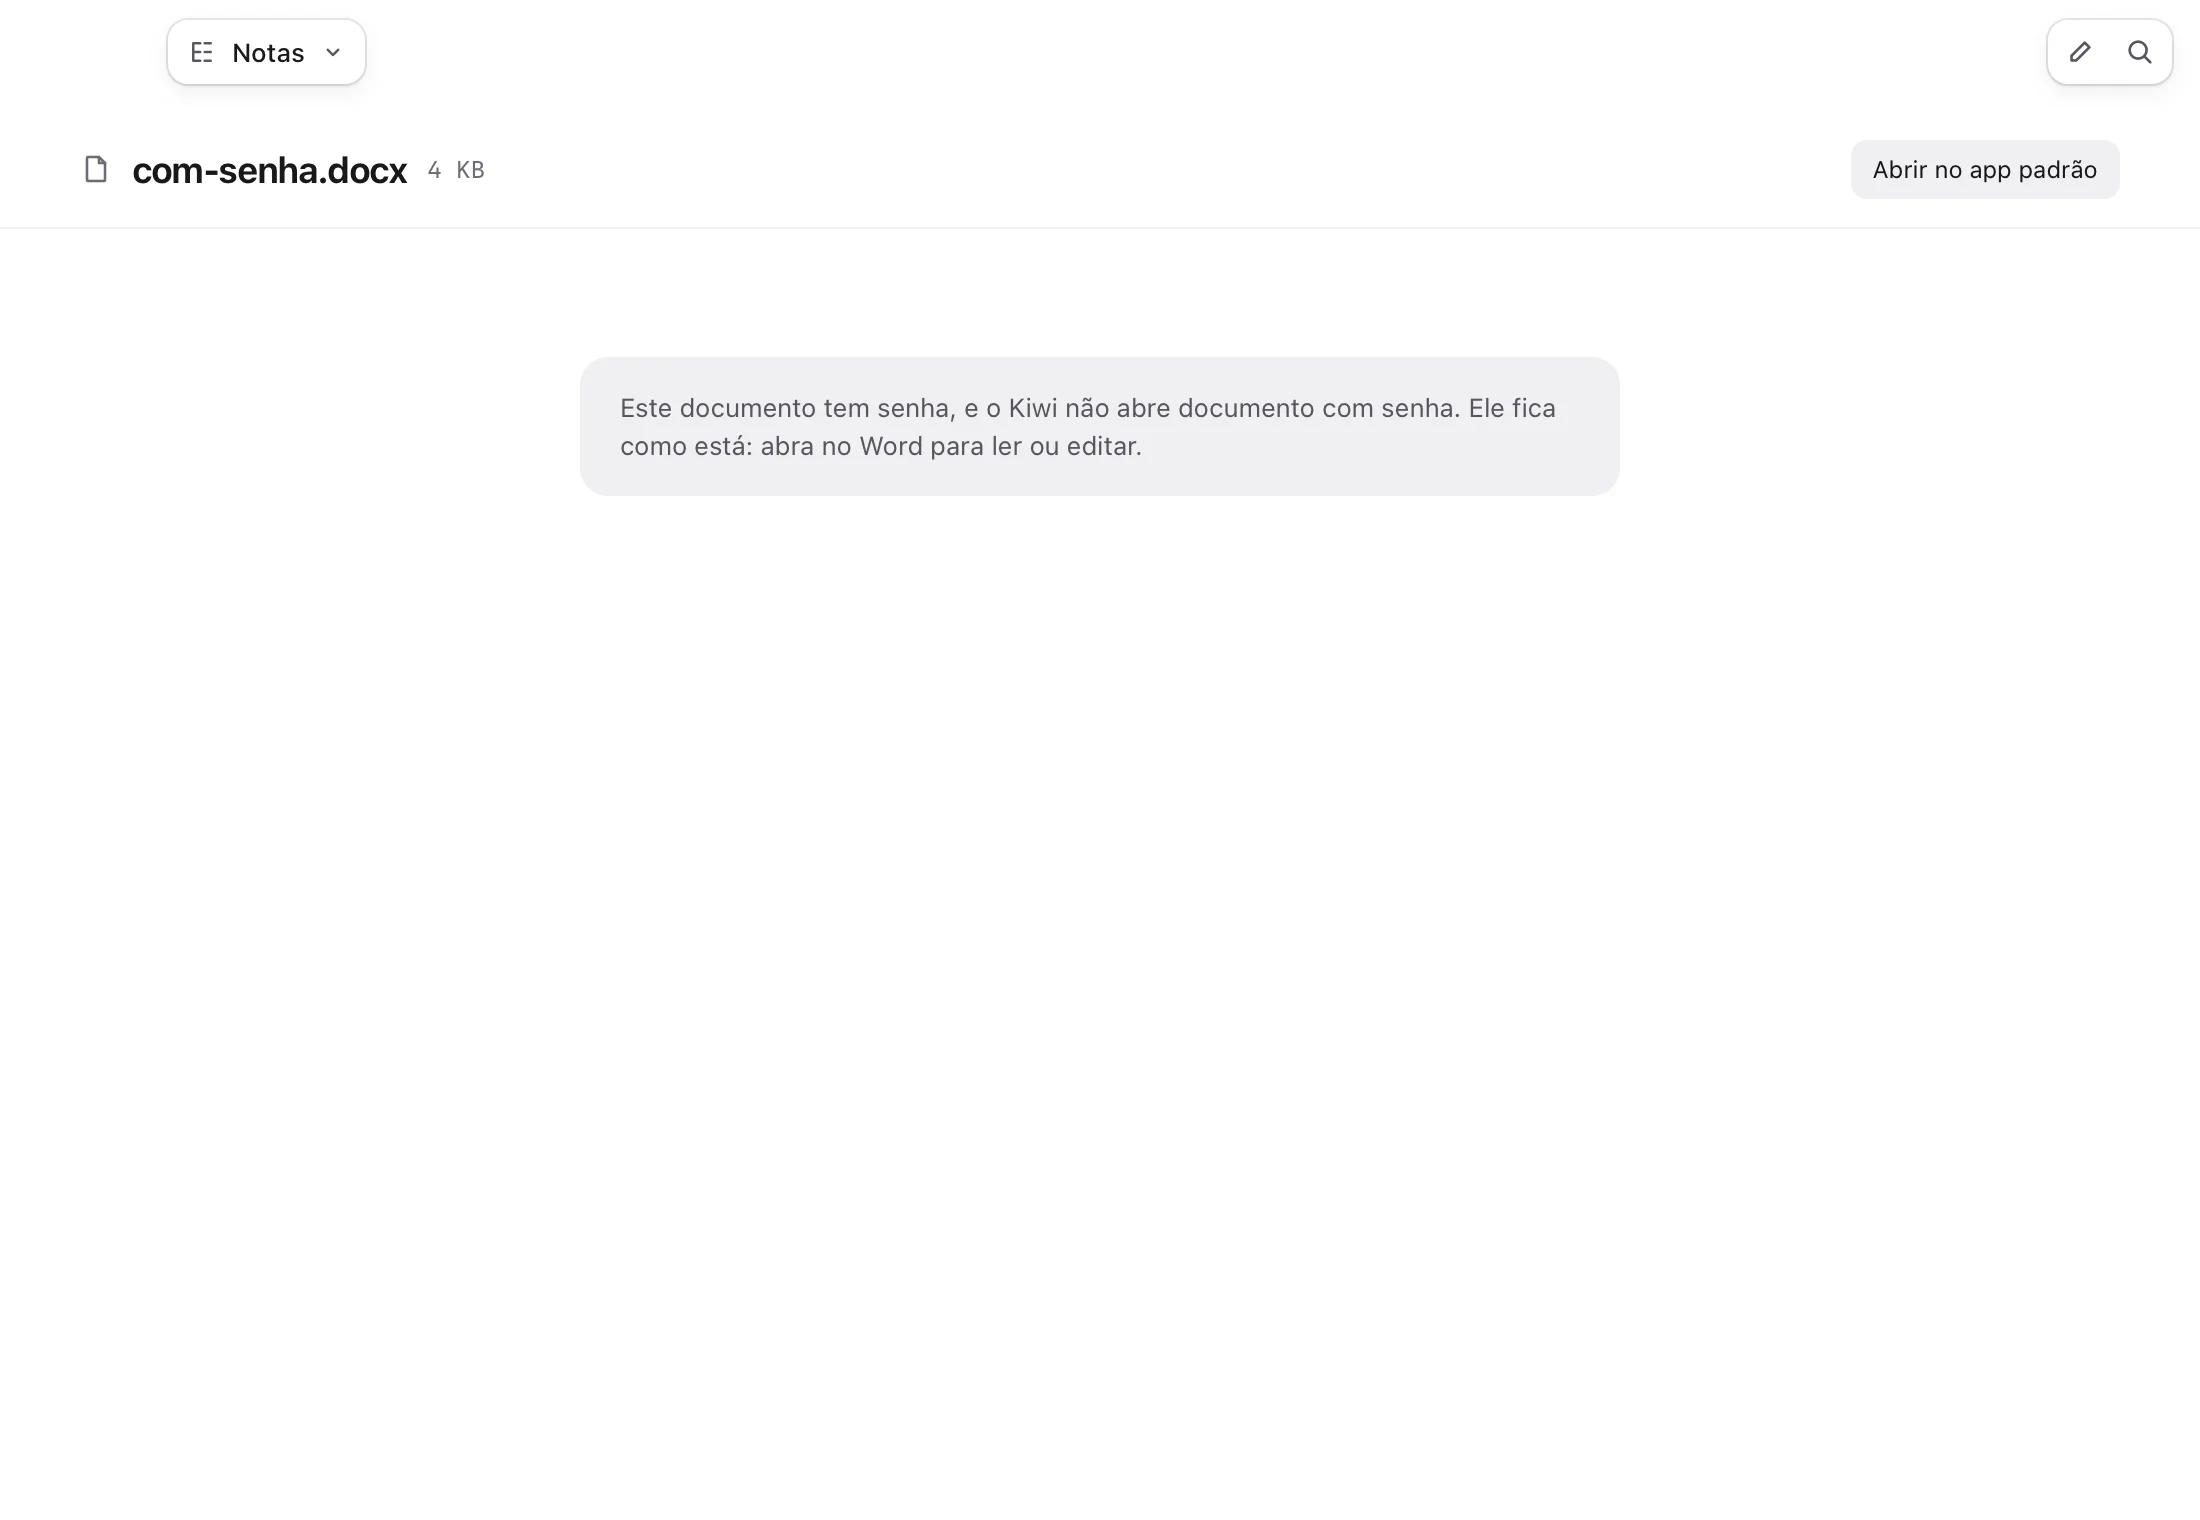 Notas
com-senha.docx 4 KB
Abrir no app padrão
Este documento tem senha, e o Kiwi não abre documento com senha. Ele fica
como está: abra no Word para ler ou editar.